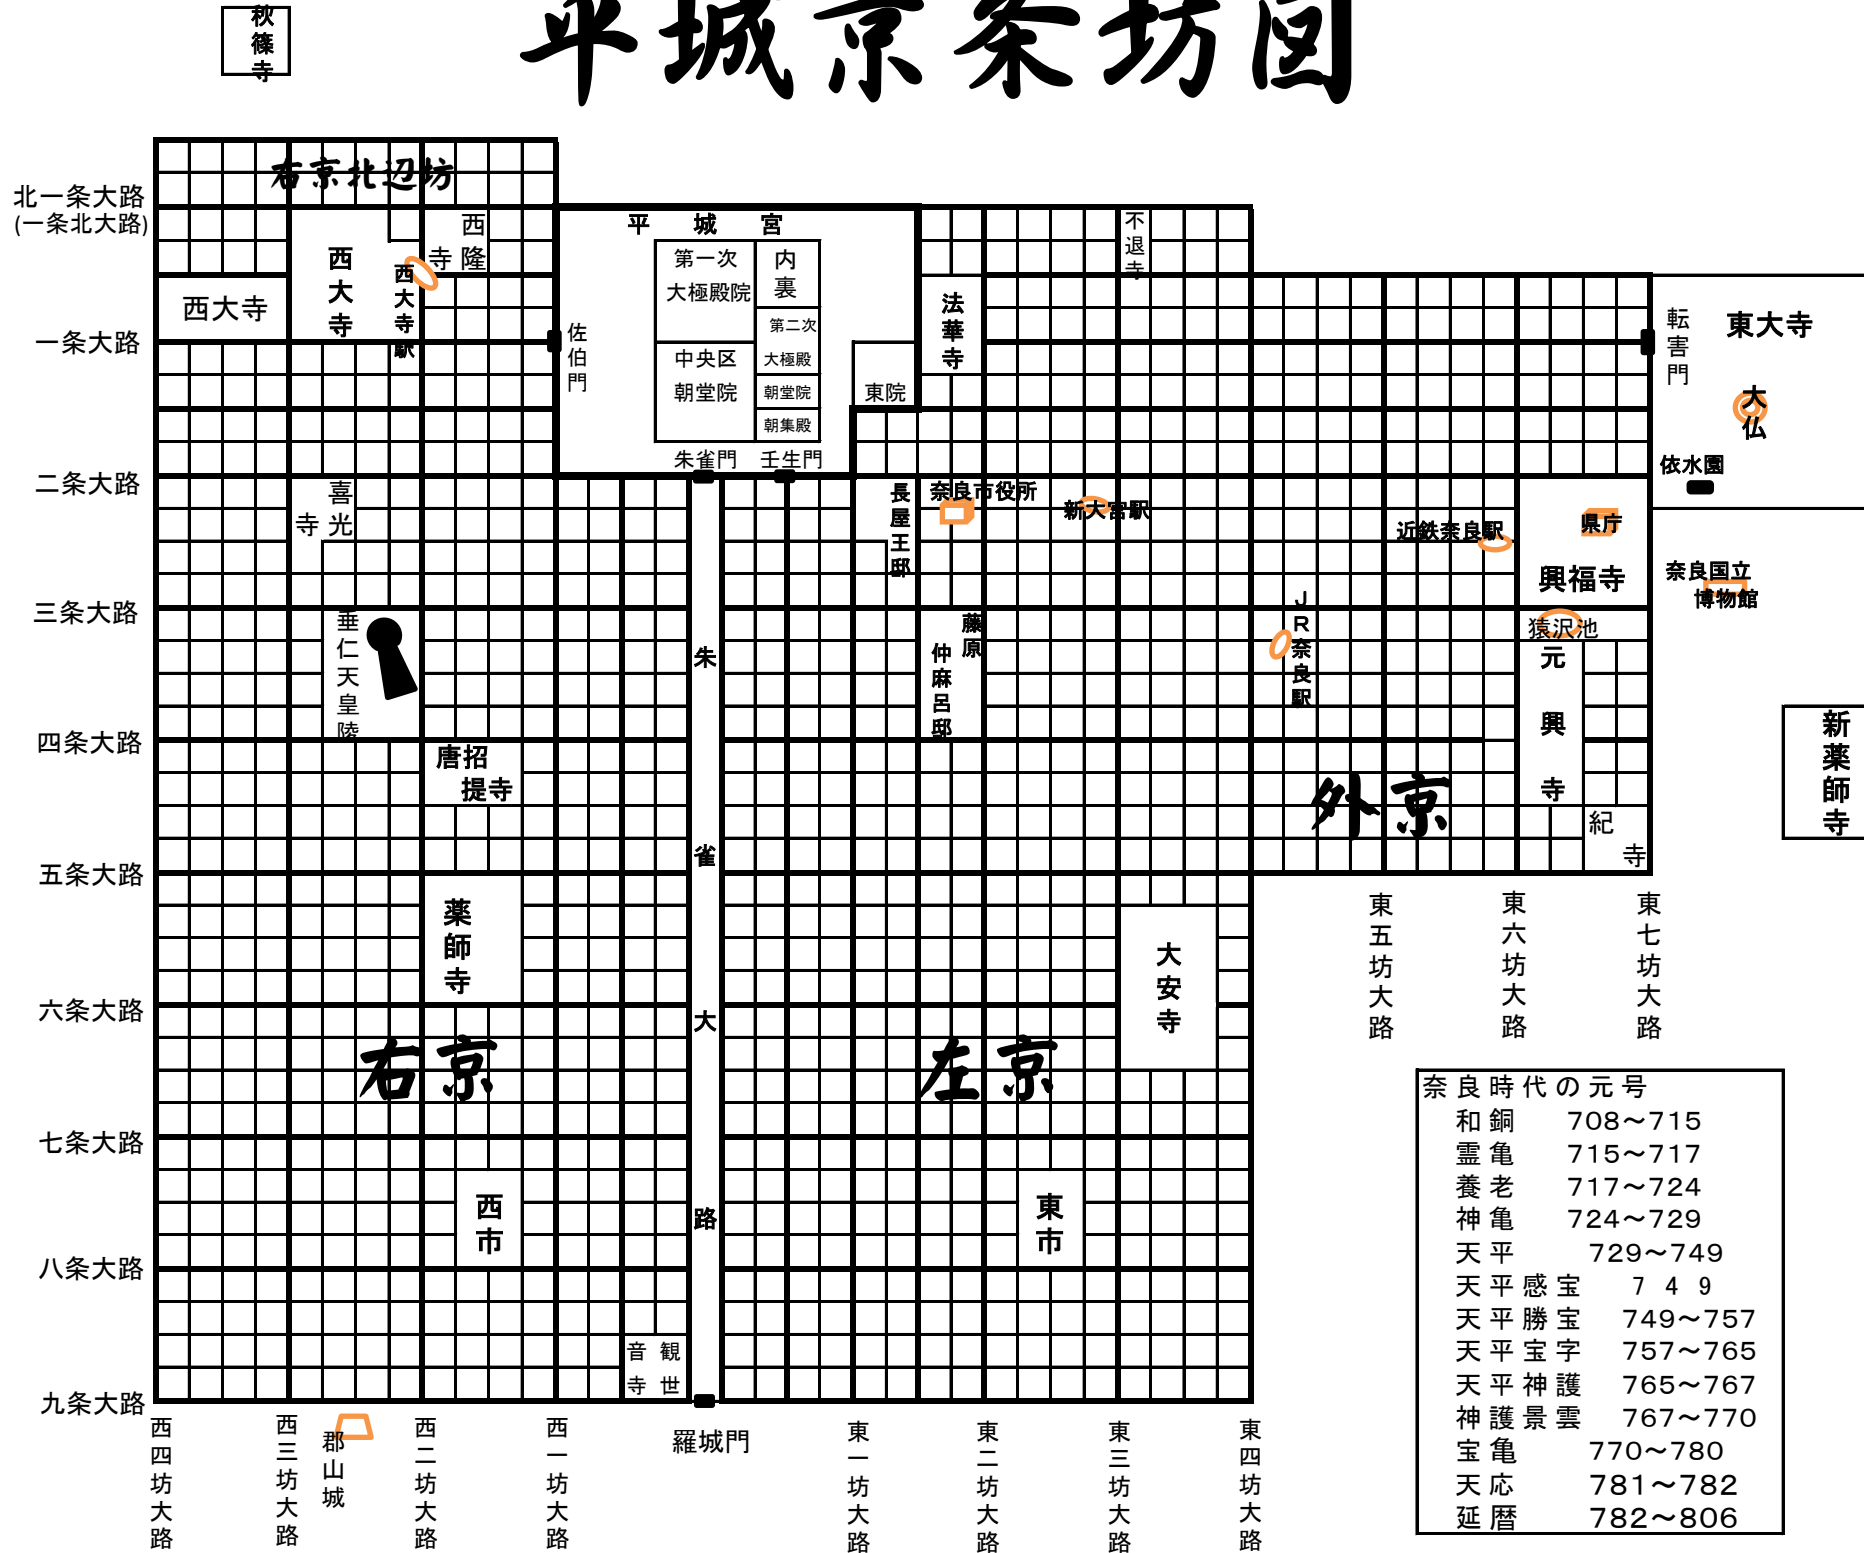 平城京条坊図
秋篠寺
右京北辺坊
北一条大路
(一条北大路)
一条大路
二条大路
三条大路
四条大路
五条大路
六条大路
七条大路
八条大路
九条大路
西大寺
西大寺
西大寺駅
西隆寺
平城宮
第一次
大極殿院
内裏
第二次
大極殿
中央区
朝堂院
朝堂院
朝集殿
東院
佐伯門
朱雀門
壬生門
法華寺
不退寺
転害門
東大寺
大仏
依水園
喜光寺
長屋王邸
奈良市役所
新大宮駅
近鉄奈良駅
県庁
興福寺
奈良国立
博物館
垂仁天皇陵
藤原
仲麻呂邸
JR奈良駅
猿沢池
元興寺
新薬師寺
唐招
提寺
外京
紀寺
薬師寺
大安寺
朱雀大路
右京
左京
西市
東市
観世
音寺
羅城門
郡山城
西四坊大路
西三坊大路
西二坊大路
西一坊大路
東一坊大路
東二坊大路
東三坊大路
東四坊大路
東五坊大路
東六坊大路
東七坊大路
奈良時代の元号
和銅 708～715
霊亀 715～717
養老 717～724
神亀 724～729
天平 729～749
天平感宝 749
天平勝宝 749～757
天平宝字 757～765
天平神護 765～767
神護景雲 767～770
宝亀 770～780
天応 781～782
延暦 782～806